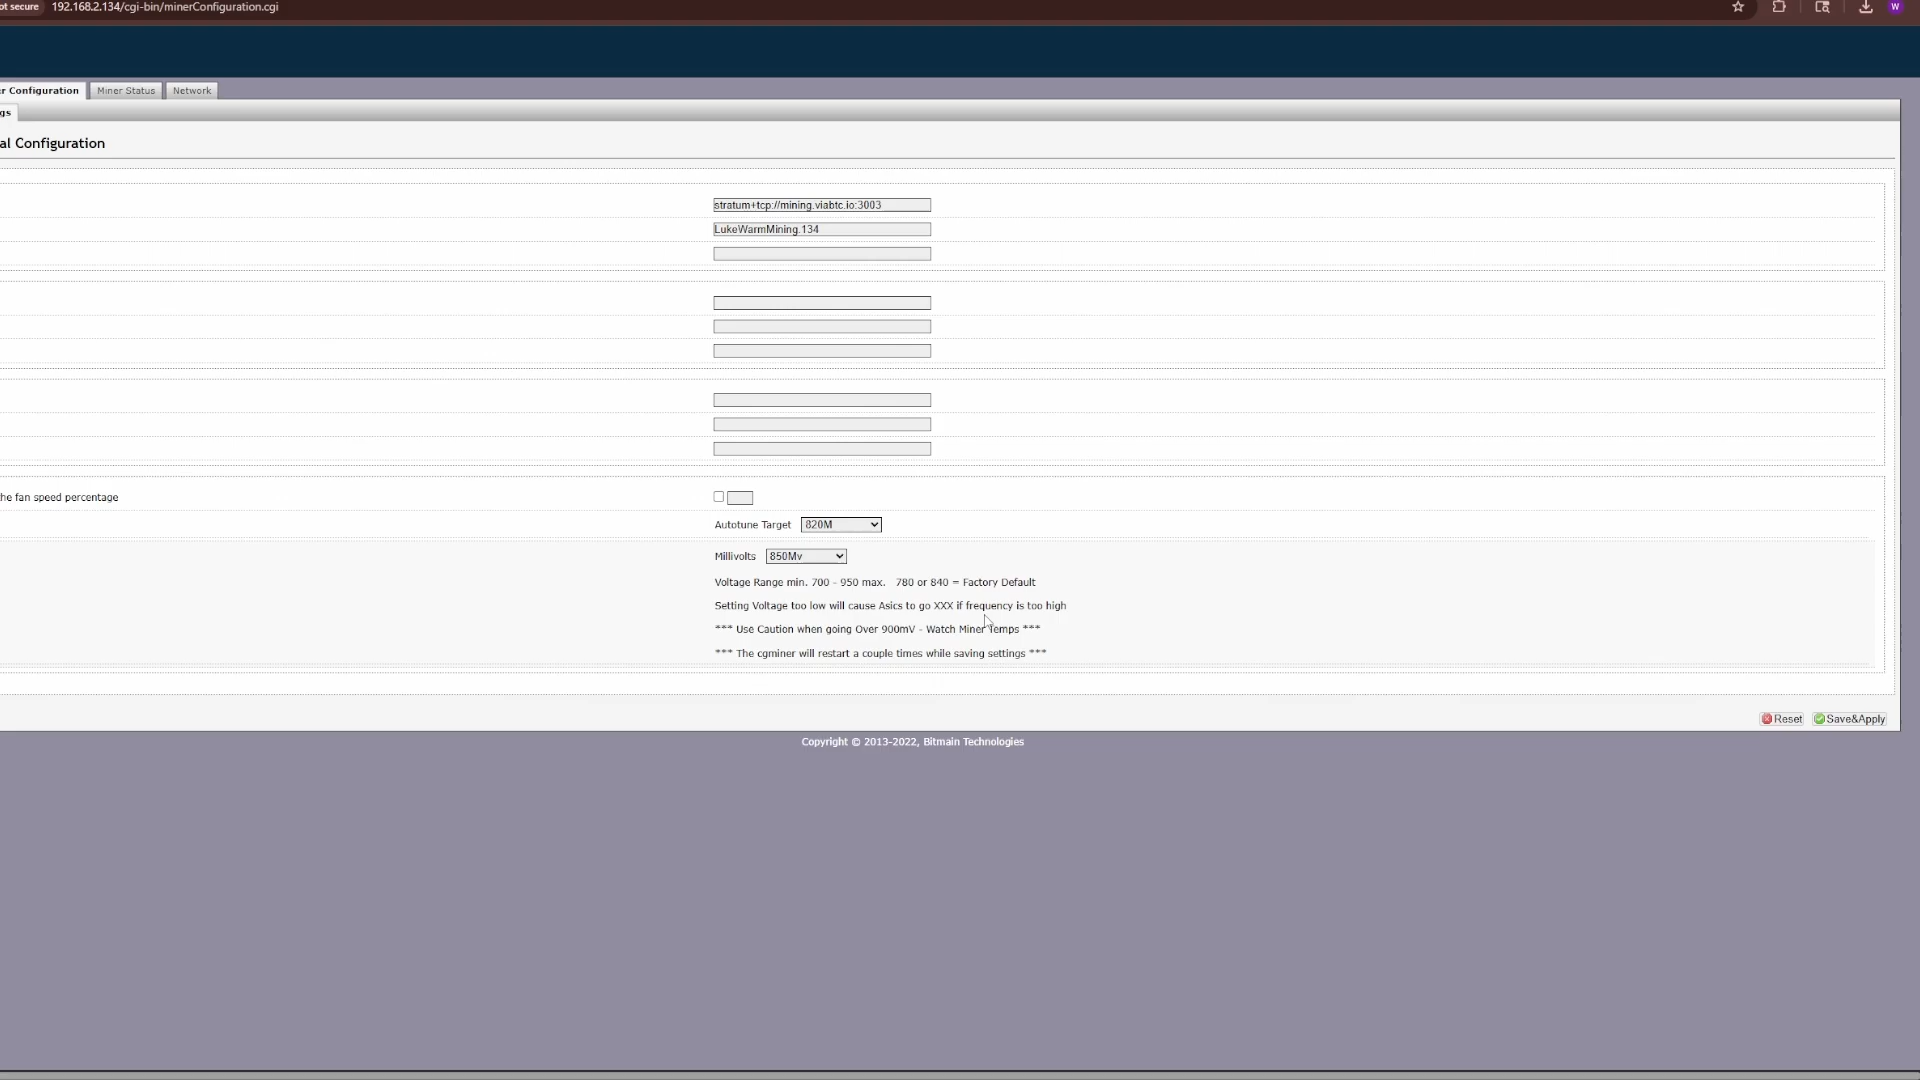 ot secure 192.168.2.134/cgi-bin/minerConfiguration.cgi W
r Configuration Miner Status Network
gs
al Configuration
stratum+tcp://mining.viabtc.io:3003
LukeWarmMining.134
he fan speed percentage
Autotune Target 820M
Millivolts 850Mv
Voltage Range min. 700 - 950 max. 780 or 840 = Factory Default
Setting Voltage too low will cause Asics to go XXX if frequency is too high
*** Use Caution when going Over 900mV - Watch Miner Temps ***
*** The cgminer will restart a couple times while saving settings ***
Reset Save&Apply
Copyright © 2013-2022, Bitmain Technologies